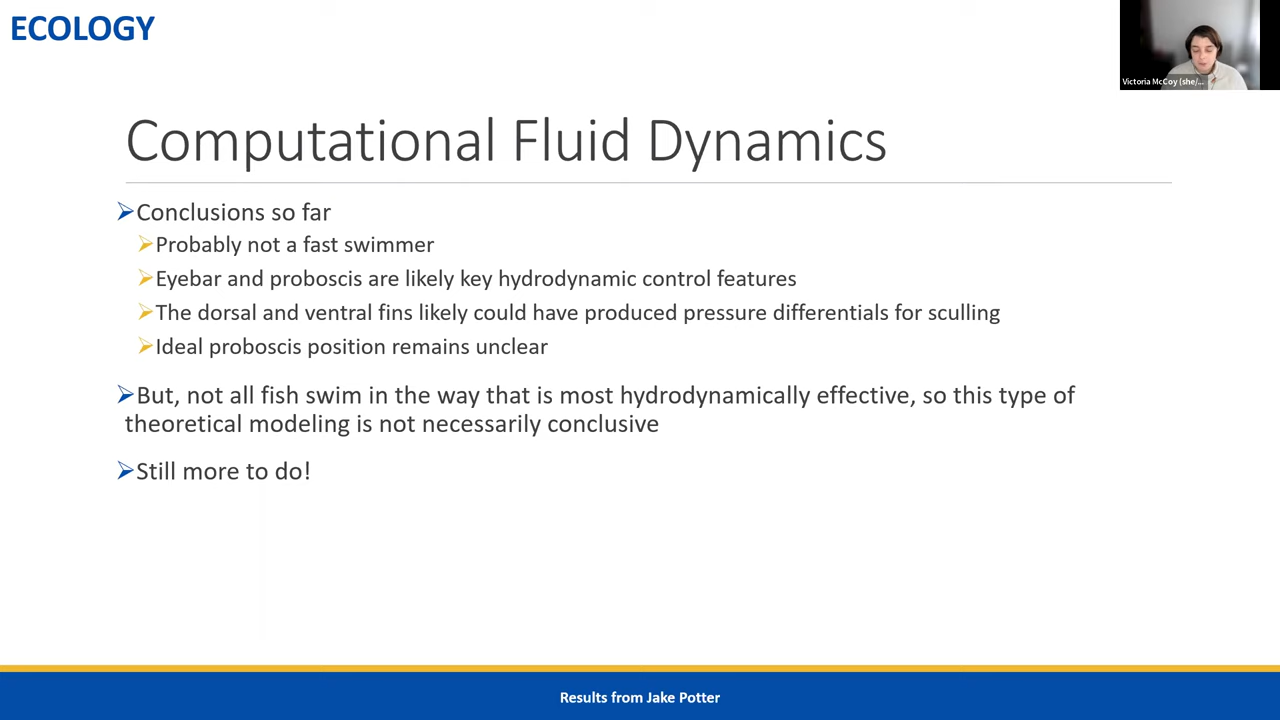 ECOLOGY
Victoria McCoy (she/...
Computational Fluid Dynamics
Conclusions so far
Probably not a fast swimmer
Eyebar and proboscis are likely key hydrodynamic control features
The dorsal and ventral fins likely could have produced pressure differentials for sculling
Ideal proboscis position remains unclear
But, not all fish swim in the way that is most hydrodynamically effective, so this type of
theoretical modeling is not necessarily conclusive
Still more to do!
Results from Jake Potter